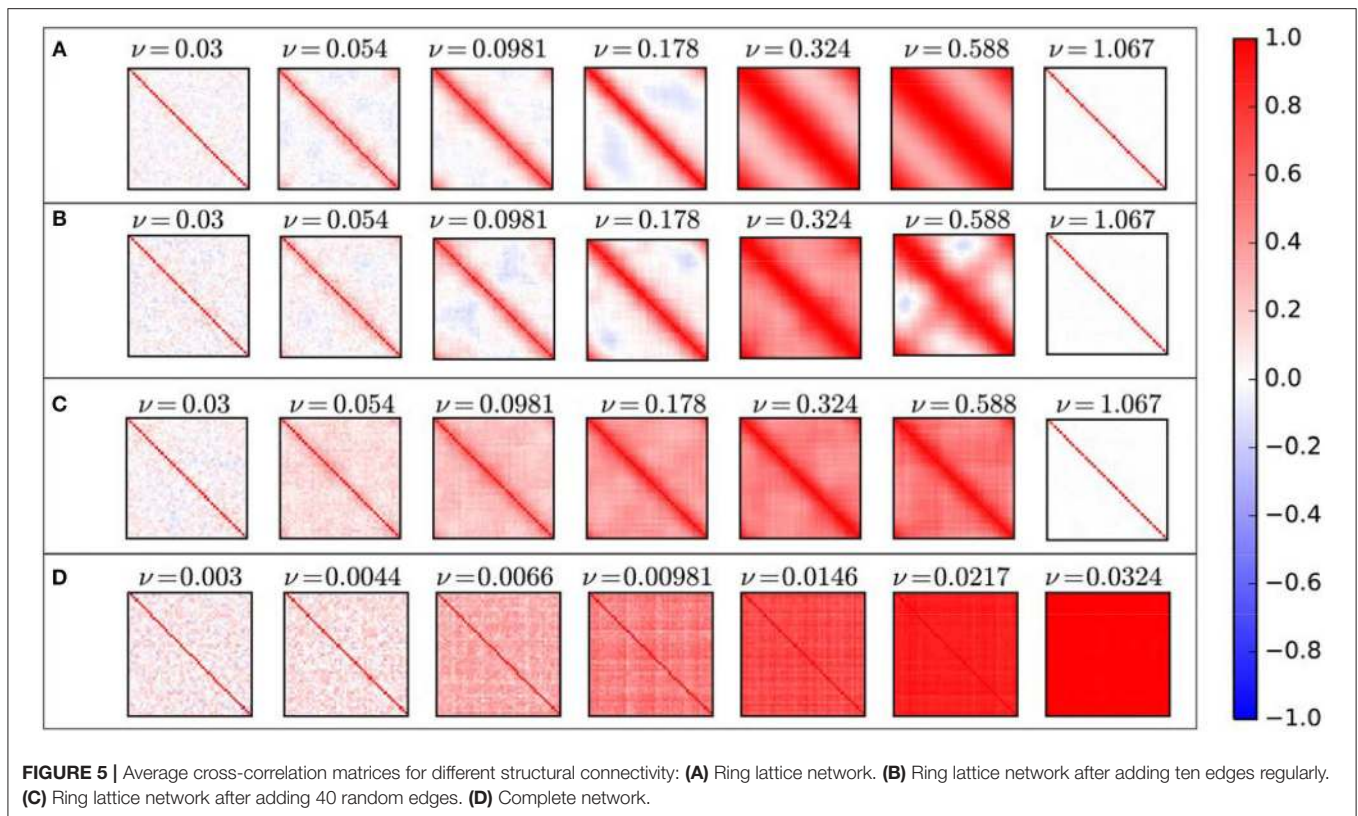 A
ν = 0.03 ν = 0.054 ν = 0.0981 ν = 0.178 ν = 0.324 ν = 0.588 ν = 1.067
B
ν = 0.03 ν = 0.054 ν = 0.0981 ν = 0.178 ν = 0.324 ν = 0.588 ν = 1.067
C
ν = 0.03 ν = 0.054 ν = 0.0981 ν = 0.178 ν = 0.324 ν = 0.588 ν = 1.067
D
ν = 0.003 ν = 0.0044 ν = 0.0066 ν = 0.00981 ν = 0.0146 ν = 0.0217 ν = 0.0324
1.0
0.8
0.6
0.4
0.2
0.0
−0.2
−0.4
−0.6
−0.8
−1.0
FIGURE 5 | Average cross-correlation matrices for different structural connectivity: (A) Ring lattice network. (B) Ring lattice network after adding ten edges regularly.
(C) Ring lattice network after adding 40 random edges. (D) Complete network.